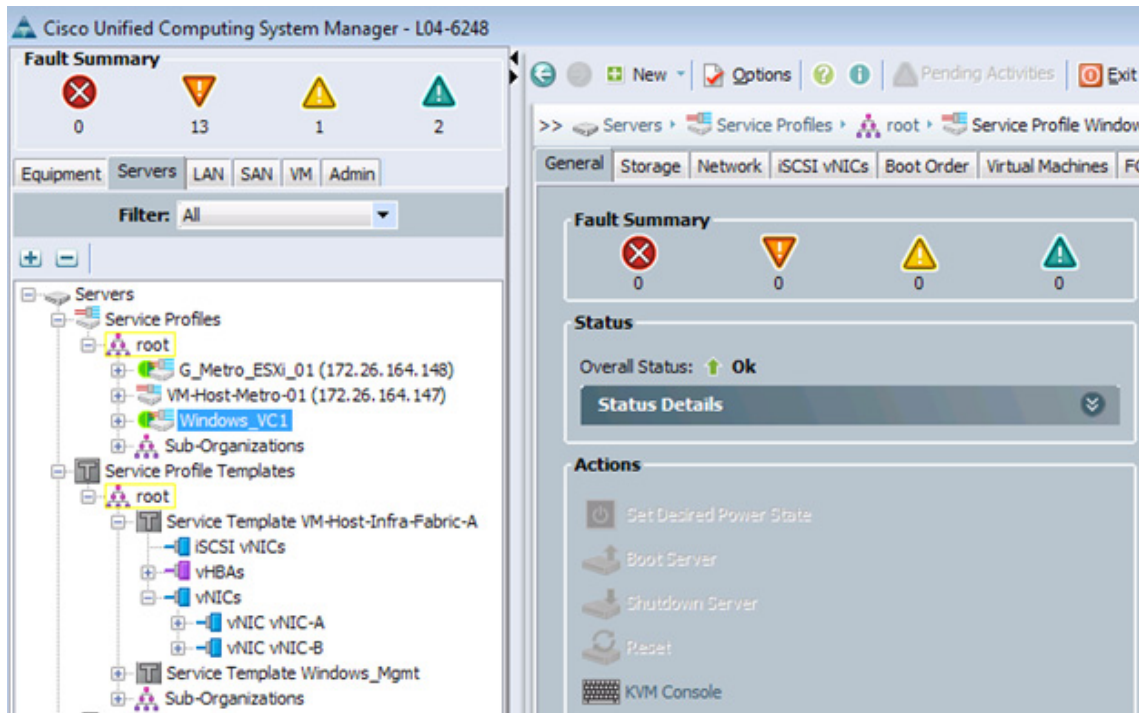 Cisco Unified Computing System Manager - L04-6248
Fault Summary
0 13 1 2
Equipment Servers LAN SAN VM Admin
Filter: All
Servers
Service Profiles
root
G_Metro_ESXi_01 (172.26.164.148)
VM-Host-Metro-01 (172.26.164.147)
Windows_VC1
Sub-Organizations
Service Profile Templates
root
Service Template VM-Host-Infra-Fabric-A
iSCSI vNICs
vHBAs
vNICs
vNIC vNIC-A
vNIC vNIC-B
Service Template Windows_Mgmt
Sub-Organizations
New Options Pending Activities Exit
>> Servers Service Profiles root Service Profile Window
General Storage Network iSCSI vNICs Boot Order Virtual Machines FC
Fault Summary
0 0 0 0
Status
Overall Status: Ok
Status Details
Actions
Set Desired Power State
Boot Server
Shutdown Server
Reset
KVM Console